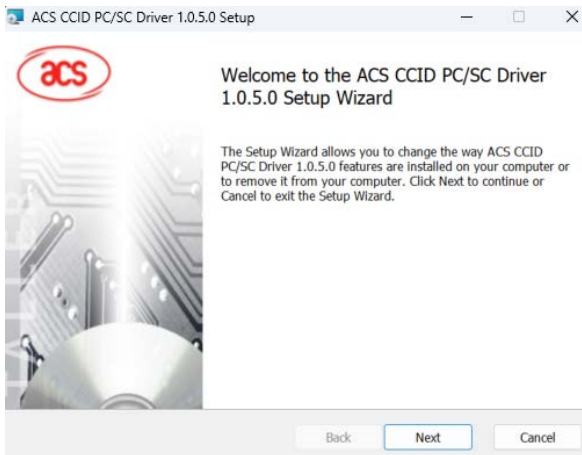 ACS CCID PC/SC Driver 1.0.5.0 Setup
acs
Welcome to the ACS CCID PC/SC Driver
1.0.5.0 Setup Wizard
The Setup Wizard allows you to change the way ACS CCID
PC/SC Driver 1.0.5.0 features are installed on your computer or
to remove it from your computer. Click Next to continue or
Cancel to exit the Setup Wizard.
Back
Next
Cancel